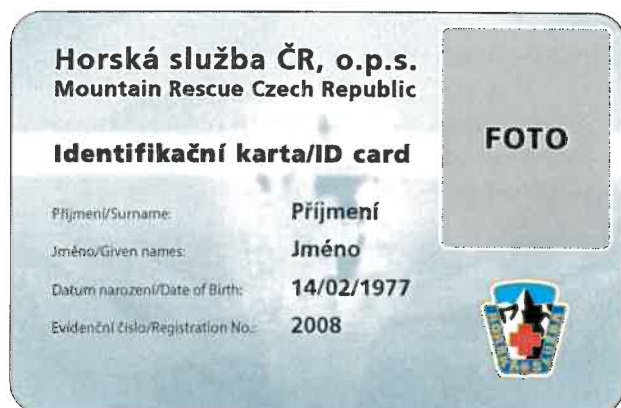 Horská služba ČR, o.p.s.
Mountain Rescue Czech Republic
FOTO
Identifikační karta/ID card
Příjmení/Surname: Příjmení
Jméno/Given names: Jméno
Datum narození/Date of Birth: 14/02/1977
Evidenční číslo/Registration No.: 2008